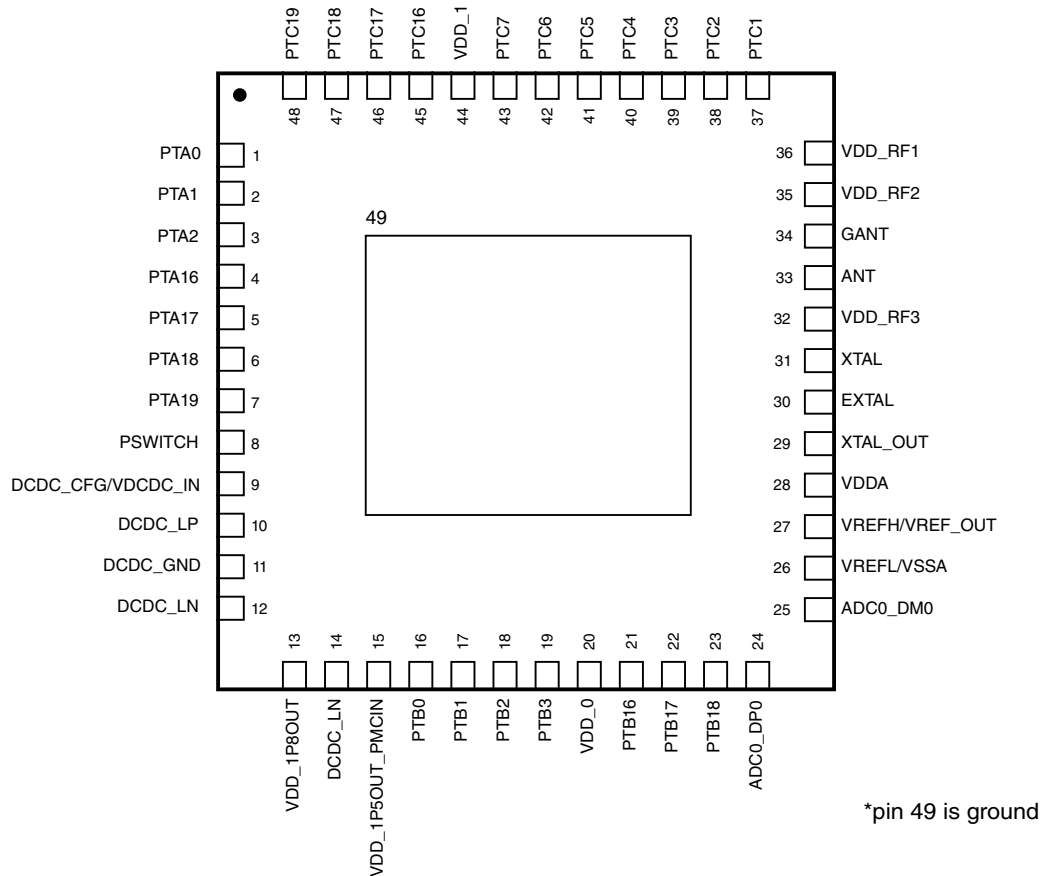 PTC19
PTC18
PTC17
PTC16
VDD_1
PTC7
PTC6
PTC5
PTC4
PTC3
PTC2
PTC1
48
47
46
45
44
43
42
41
40
39
38
37
PTA0 1
PTA1 2
PTA2 3
PTA16 4
PTA17 5
PTA18 6
PTA19 7
PSWITCH 8
DCDC_CFG/VDCDC_IN 9
DCDC_LP 10
DCDC_GND 11
DCDC_LN 12
49
36 VDD_RF1
35 VDD_RF2
34 GANT
33 ANT
32 VDD_RF3
31 XTAL
30 EXTAL
29 XTAL_OUT
28 VDDA
27 VREFH/VREF_OUT
26 VREFL/VSSA
25 ADC0_DM0
13
14
15
16
17
18
19
20
21
22
23
24
VDD_1P8OUT
DCDC_LN
VDD_1P5OUT_PMCIN
PTB0
PTB1
PTB2
PTB3
VDD_0
PTB16
PTB17
PTB18
ADC0_DP0
*pin 49 is ground